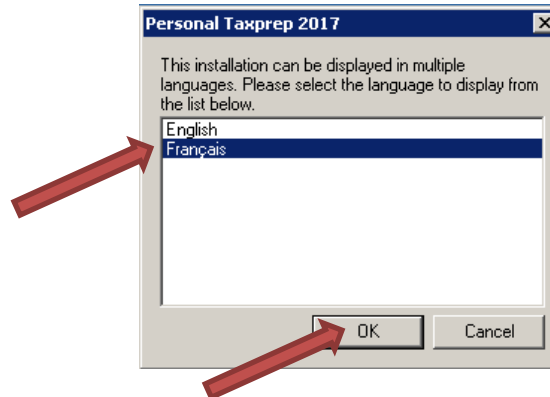 Personal Taxprep 2017
This installation can be displayed in multiple
languages. Please select the language to display from
the list below.
English
Français
OK
Cancel